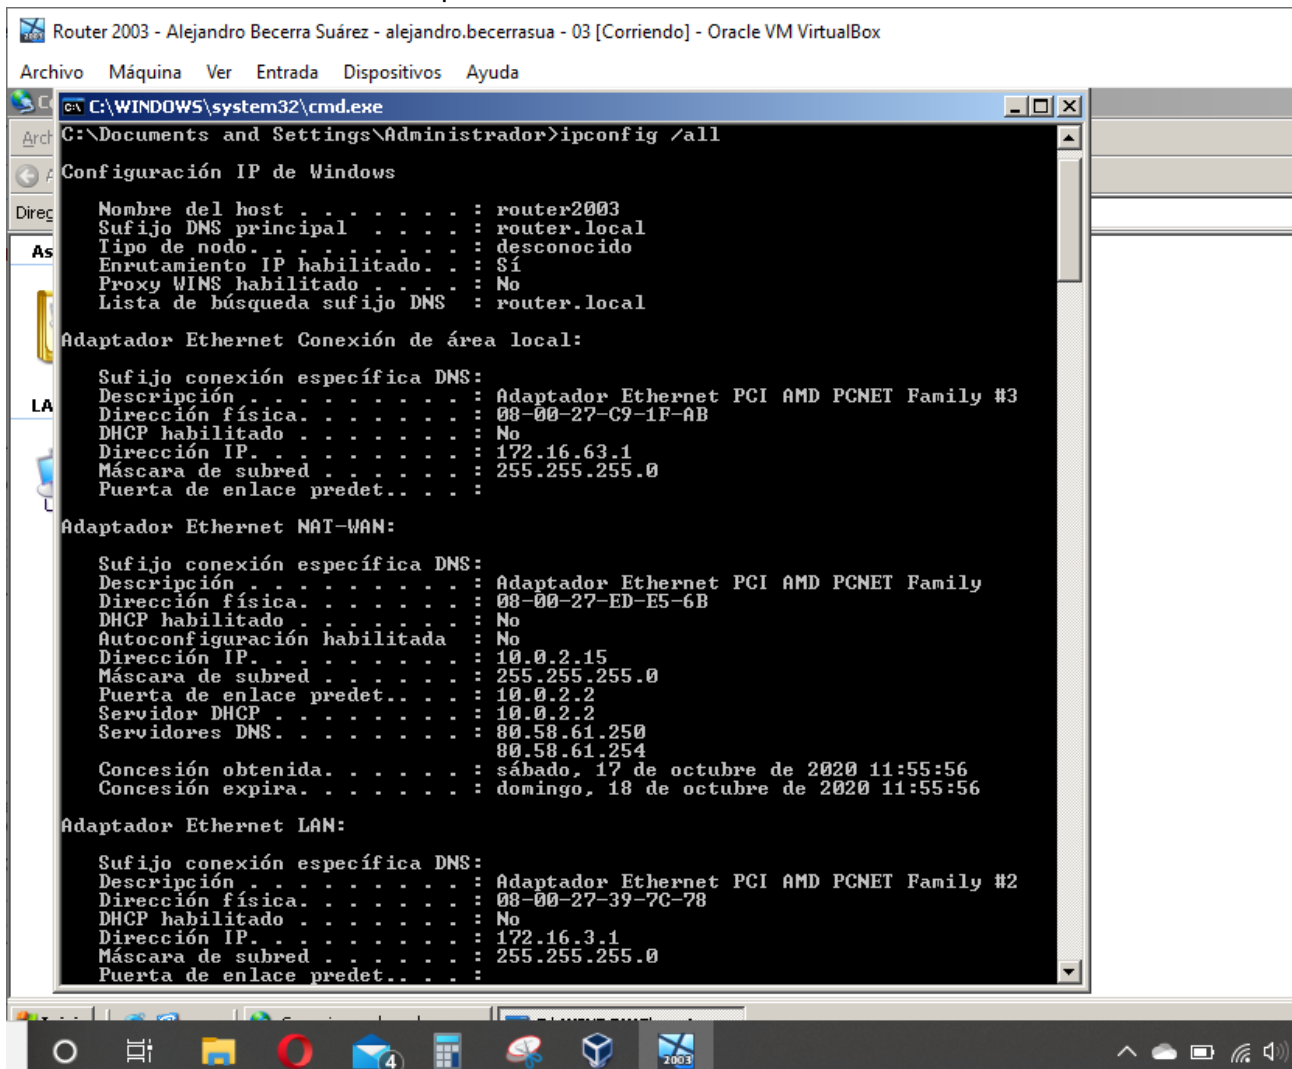 Router 2003 - Alejandro Becerra Suárez - alejandro.becerrasua - 03 [Corriendo] - Oracle VM VirtualBox
Archivo Máquina Ver Entrada Dispositivos Ayuda
C:\WINDOWS\system32\cmd.exe
C:\Documents and Settings\Administrador>ipconfig /all
Configuración IP de Windows
Nombre del host . . . . . . . : router2003
Sufijo DNS principal . . . . : router.local
Tipo de nodo. . . . . . . . . : desconocido
Enrutamiento IP habilitado. . : Sí
Proxy WINS habilitado . . . . : No
Lista de búsqueda sufijo DNS : router.local
Adaptador Ethernet Conexión de área local:
Sufijo conexión específica DNS:
Descripción . . . . . . . . . : Adaptador Ethernet PCI AMD PCNET Family #3
Dirección física. . . . . . . : 08-00-27-C9-1F-AB
DHCP habilitado . . . . . . . : No
Dirección IP. . . . . . . . . : 172.16.63.1
Máscara de subred . . . . . . : 255.255.255.0
Puerta de enlace predet.. . . :
Adaptador Ethernet NAT-WAN:
Sufijo conexión específica DNS:
Descripción . . . . . . . . . : Adaptador Ethernet PCI AMD PCNET Family
Dirección física. . . . . . . : 08-00-27-ED-E5-6B
DHCP habilitado . . . . . . . : No
Autoconfiguración habilitada : No
Dirección IP. . . . . . . . . : 10.0.2.15
Máscara de subred . . . . . . : 255.255.255.0
Puerta de enlace predet.. . . : 10.0.2.2
Servidor DHCP . . . . . . . . : 10.0.2.2
Servidores DNS. . . . . . . . : 80.58.61.250
80.58.61.254
Concesión obtenida. . . . . . : sábado, 17 de octubre de 2020 11:55:56
Concesión expira. . . . . . . : domingo, 18 de octubre de 2020 11:55:56
Adaptador Ethernet LAN:
Sufijo conexión específica DNS:
Descripción . . . . . . . . . : Adaptador Ethernet PCI AMD PCNET Family #2
Dirección física. . . . . . . : 08-00-27-39-7C-78
DHCP habilitado . . . . . . . : No
Dirección IP. . . . . . . . . : 172.16.3.1
Máscara de subred . . . . . . : 255.255.255.0
Puerta de enlace predet.. . . :
4
2003